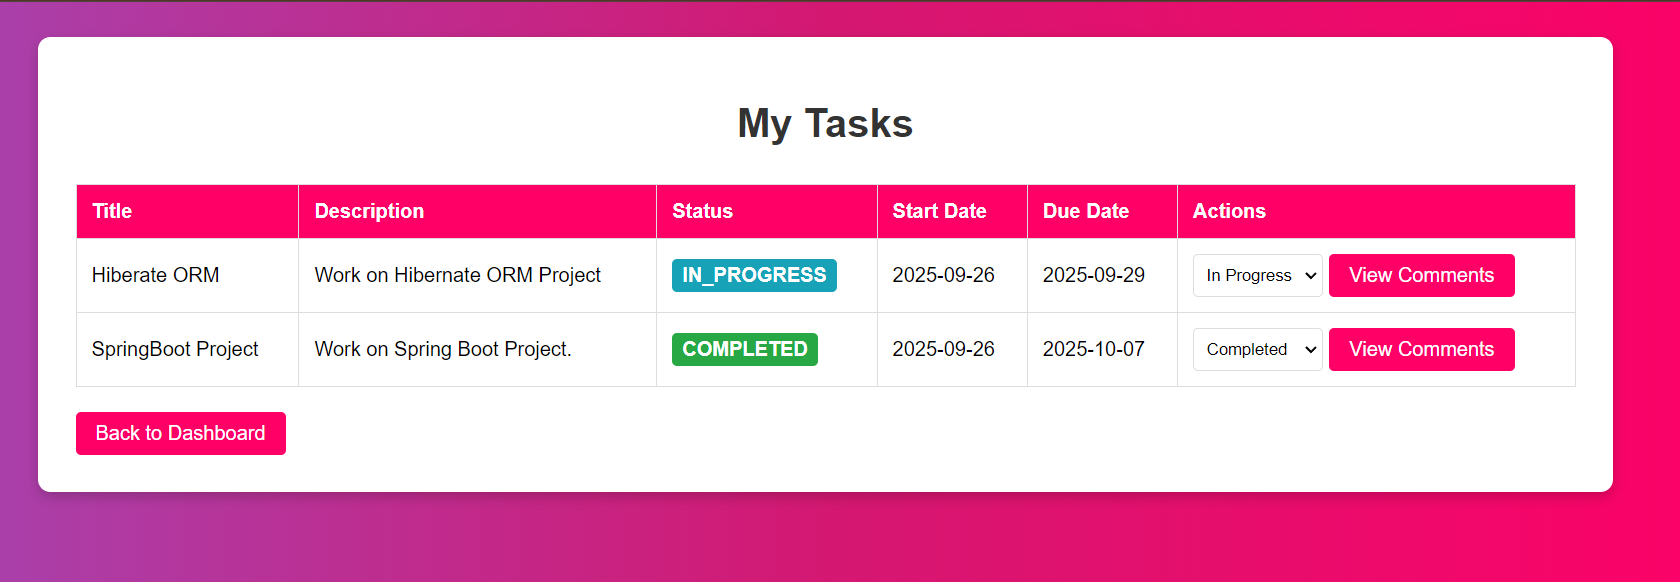 My Tasks
Title Description Status Start Date Due Date Actions
Hiberate ORM Work on Hibernate ORM Project IN_PROGRESS 2025-09-26 2025-09-29 In Progress View Comments
SpringBoot Project Work on Spring Boot Project. COMPLETED 2025-09-26 2025-10-07 Completed View Comments
Back to Dashboard